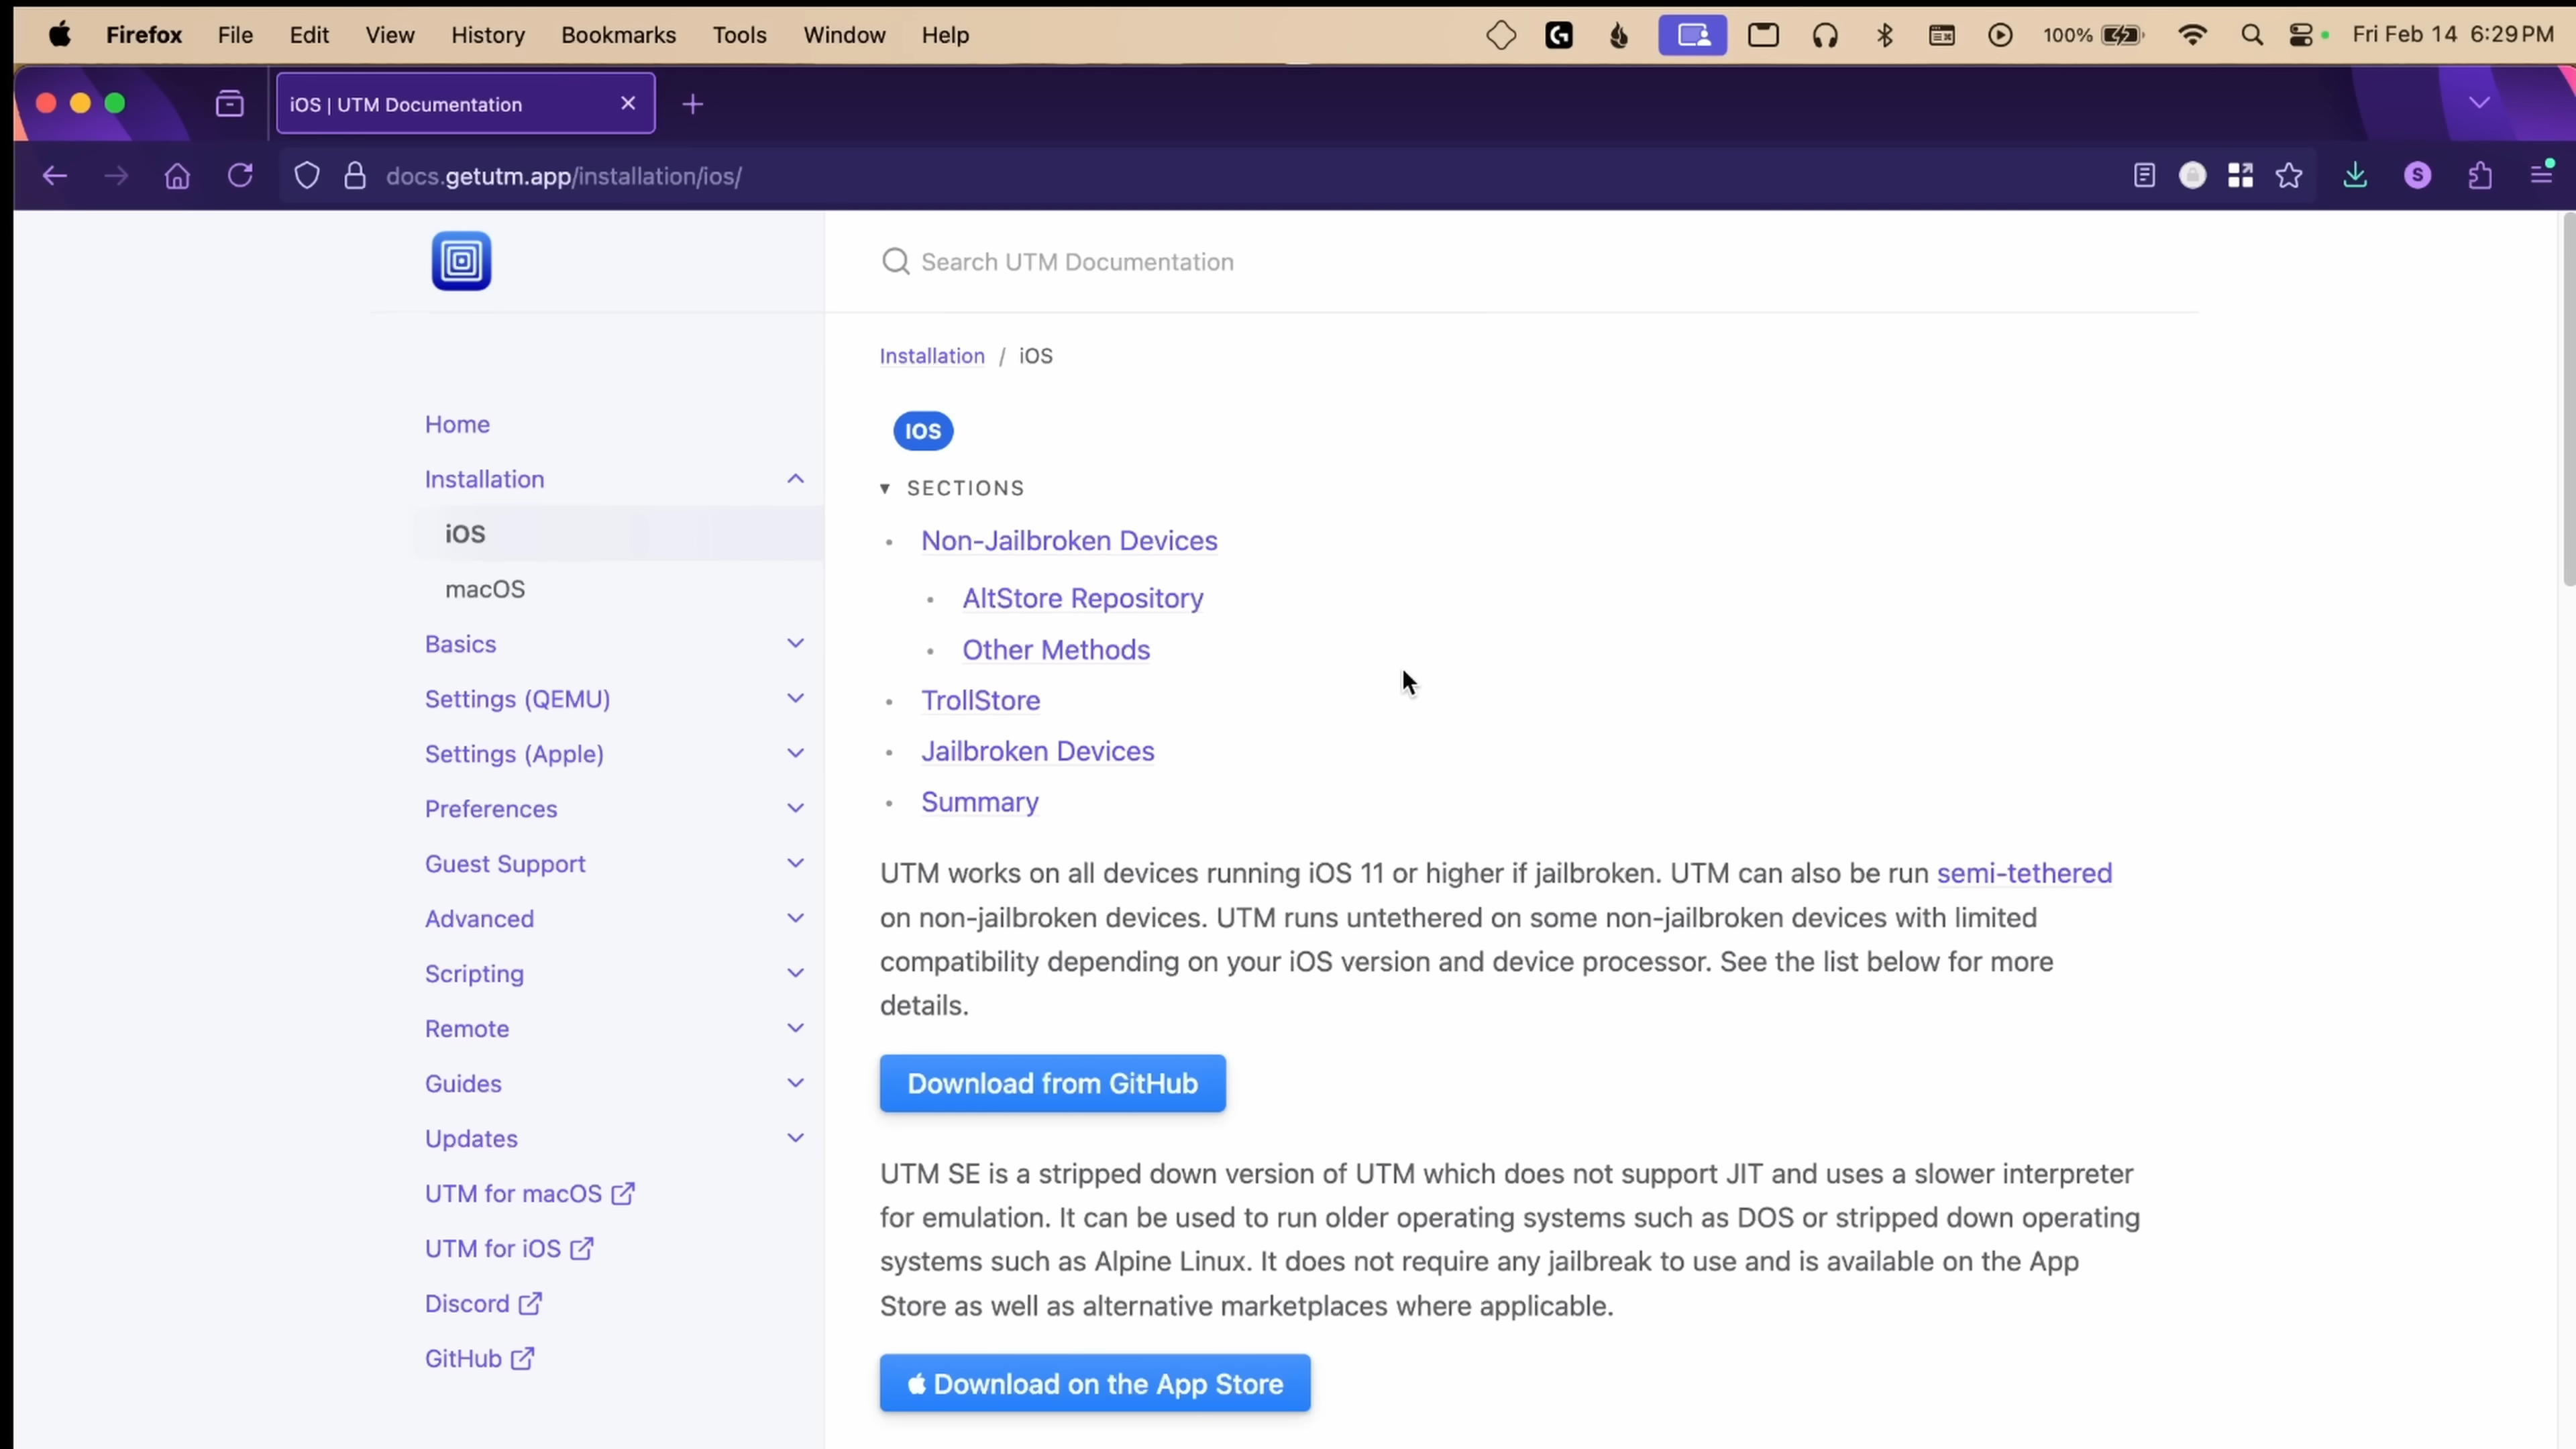 Firefox File Edit View History Bookmarks Tools Window Help 100% Fri Feb 14 6:29 PM
iOS | UTM Documentation
docs.getutm.app/installation/ios/
S
Search UTM Documentation
Installation / iOS
Home
IOS
Installation
SECTIONS
iOS
Non-Jailbroken Devices
macOS
AltStore Repository
Basics
Other Methods
Settings (QEMU)
TrollStore
Settings (Apple)
Jailbroken Devices
Preferences
Summary
Guest Support
Advanced
Scripting
Remote
Guides
Updates
UTM for macOS
UTM for iOS
Discord
GitHub
UTM works on all devices running iOS 11 or higher if jailbroken. UTM can also be run semi-tethered
on non-jailbroken devices. UTM runs untethered on some non-jailbroken devices with limited
compatibility depending on your iOS version and device processor. See the list below for more
details.
Download from GitHub
UTM SE is a stripped down version of UTM which does not support JIT and uses a slower interpreter
for emulation. It can be used to run older operating systems such as DOS or stripped down operating
systems such as Alpine Linux. It does not require any jailbreak to use and is available on the App
Store as well as alternative marketplaces where applicable.
Download on the App Store